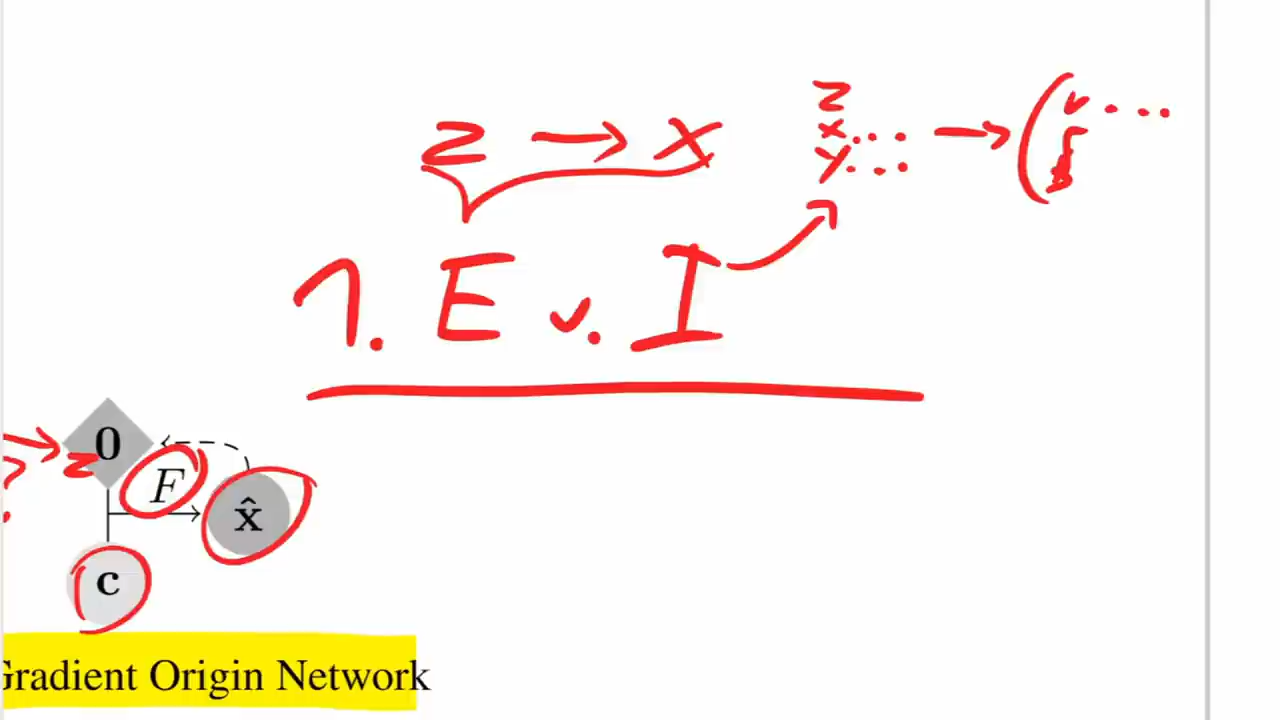 z → x
z
x...
y...
→ (r ...
g
b
1. E v. I
0
z
F
x̂
c
Gradient Origin Network